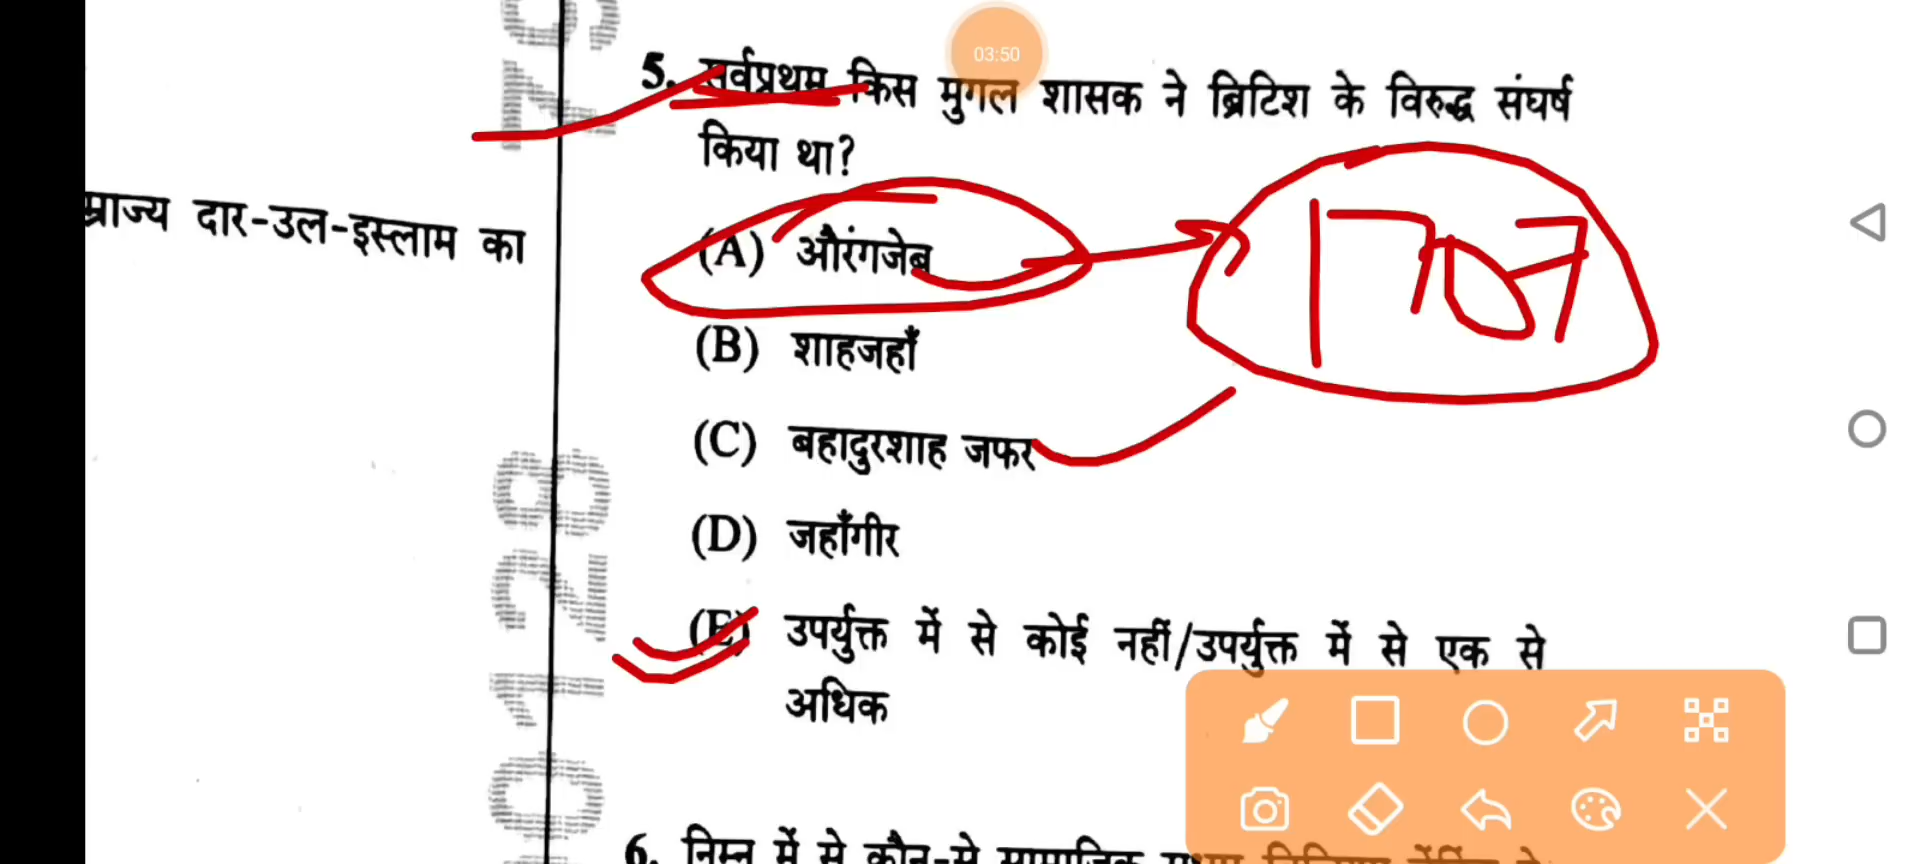 03:50
5. सर्वप्रथम किस मुगल शासक ने ब्रिटिश के विरुद्ध संघर्ष
किया था?
म्राज्य दार-उल-इस्लाम का
(A) औरंगजेब
1707
(B) शाहजहाँ
(C) बहादुरशाह जफर
(D) जहाँगीर
(E) उपर्युक्त में से कोई नहीं/उपर्युक्त में से एक से
अधिक
6. निम्न में से कौन-से सामाजिक